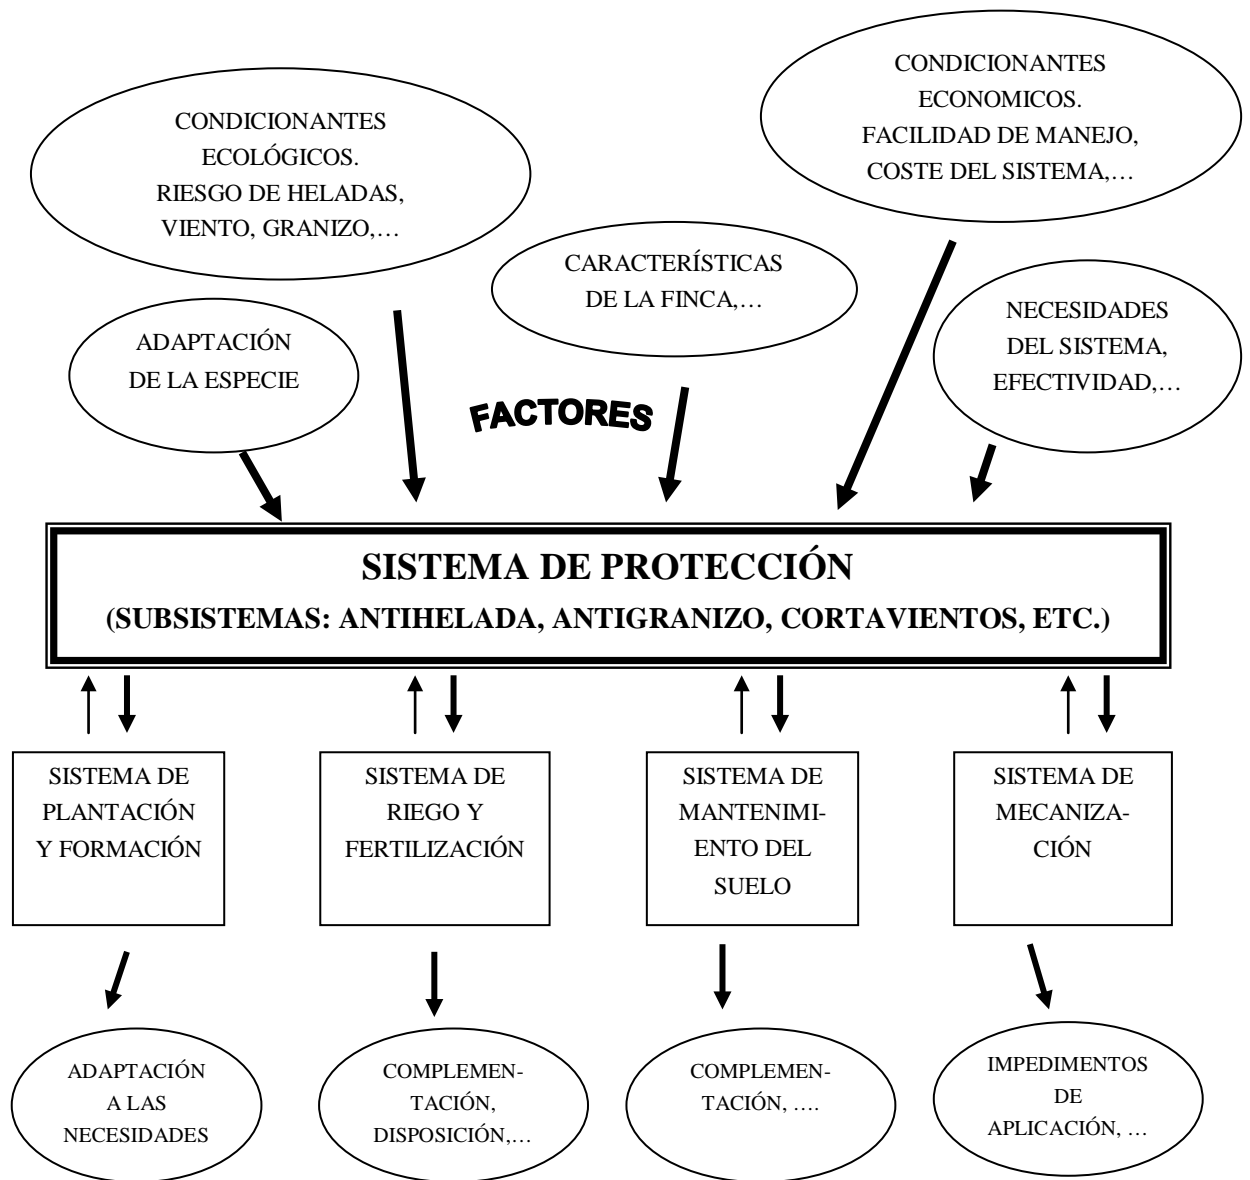 CONDICIONANTES
ECOLÓGICOS.
RIESGO DE HELADAS,
VIENTO, GRANIZO,…
CONDICIONANTES
ECONOMICOS.
FACILIDAD DE MANEJO,
COSTE DEL SISTEMA,…
CARACTERÍSTICAS
DE LA FINCA,…
ADAPTACIÓN
DE LA ESPECIE
NECESIDADES
DEL SISTEMA,
EFECTIVIDAD,…
FACTORES
SISTEMA DE PROTECCIÓN
(SUBSISTEMAS: ANTIHELADA, ANTIGRANIZO, CORTAVIENTOS, ETC.)
SISTEMA DE
PLANTACIÓN
Y FORMACIÓN
SISTEMA DE
RIEGO Y
FERTILIZACIÓN
SISTEMA DE
MANTENIMI-
ENTO DEL
SUELO
SISTEMA DE
MECANIZA-
CIÓN
ADAPTACIÓN
A LAS
NECESIDADES
COMPLEMEN-
TACIÓN,
DISPOSICIÓN,…
COMPLEMEN-
TACIÓN, ….
IMPEDIMENTOS
DE
APLICACIÓN, …